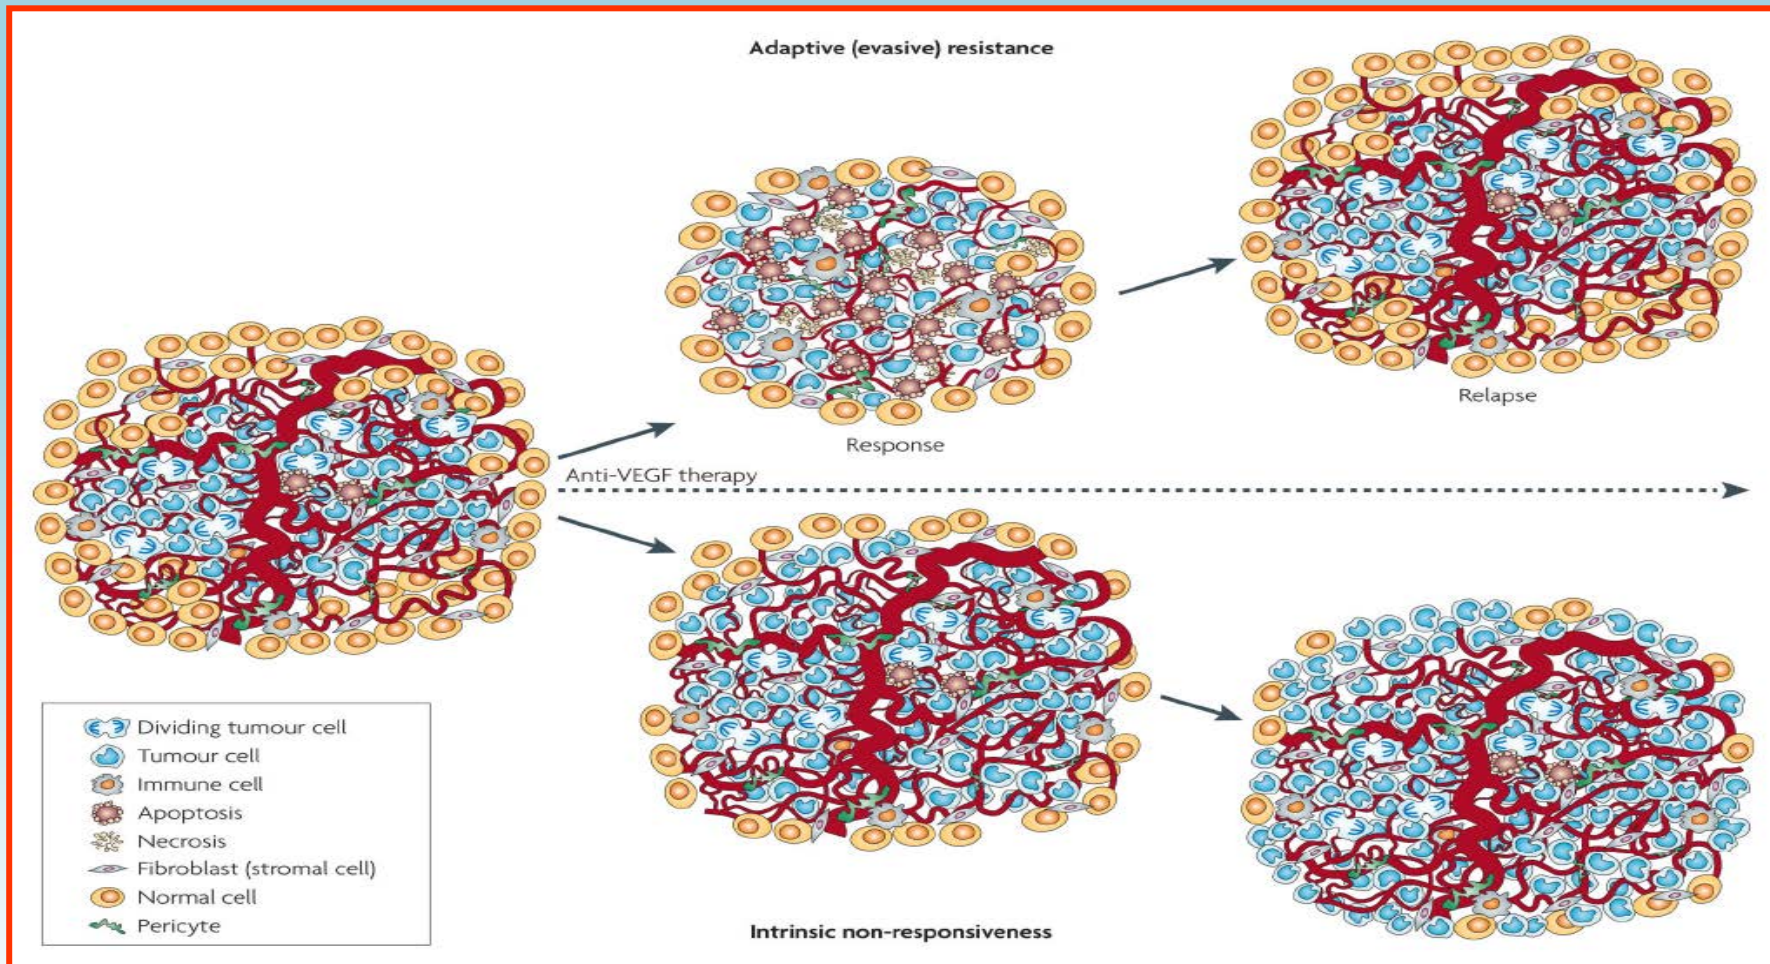 Adaptive (evasive) resistance
Relapse
Response
Anti-VEGF therapy
Dividing tumour cell
Tumour cell
Immune cell
Apoptosis
Necrosis
Fibroblast (stromal cell)
Normal cell
Pericyte
Intrinsic non-responsiveness